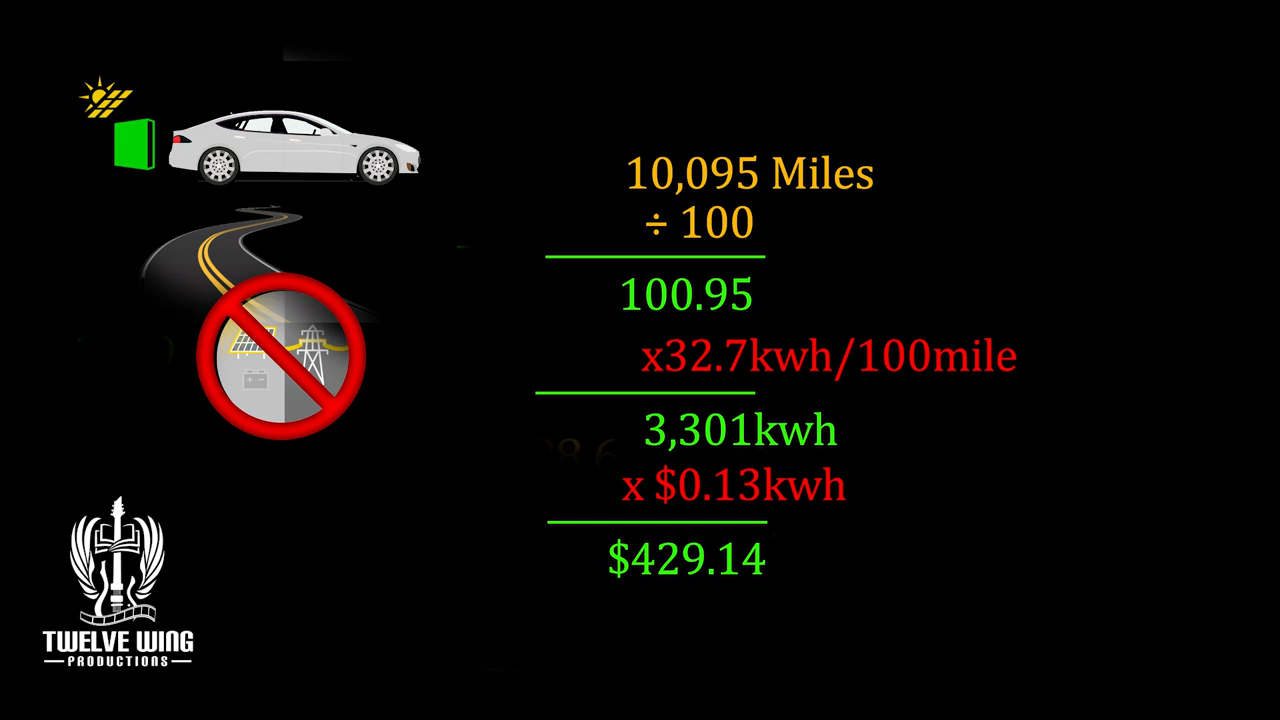 10,095 Miles
÷ 100
100.95
x32.7kwh/100mile
3,301kwh
x $0.13kwh
$429.14
TWELVE WING
PRODUCTIONS